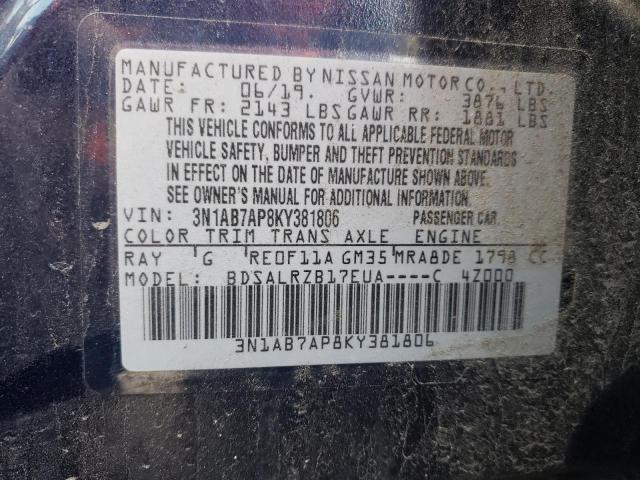 MANUFACTURED BY NISSAN MOTOR CO., LTD.
DATE: 06/19. GVWR: 3876 LBS
GAWR FR: 2143 LBS GAWR RR: 1881 LBS
THIS VEHICLE CONFORMS TO ALL APPLICABLE FEDERAL MOTOR
VEHICLE SAFETY, BUMPER AND THEFT PREVENTION STANDARDS
IN EFFECT ON THE DATE OF MANUFACTURE SHOWN ABOVE.
SEE OWNER'S MANUAL FOR ADDITIONAL INFORMATION.
VIN: 3N1AB7AP8KY381806 PASSENGER CAR
COLOR TRIM TRANS AXLE ENGINE
RAY G RE0F11A GM35 MRA8DE 1798 CC
MODEL: BDSALRZB17EUA----C 4Z000
3N1AB7AP8KY381806